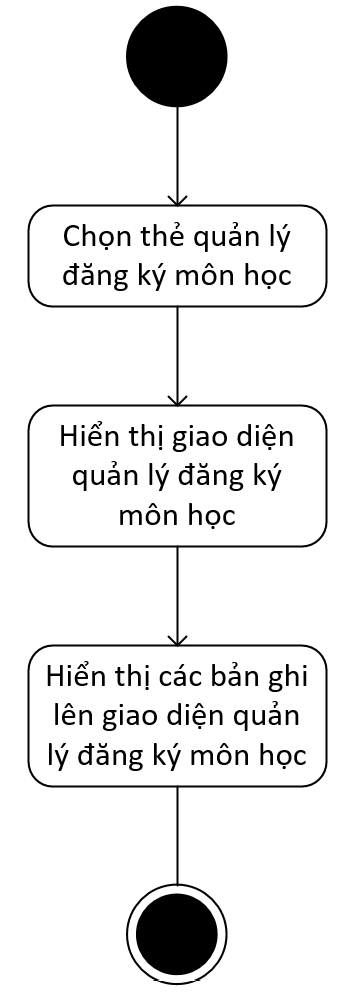 Chọn thẻ quản lý
đăng ký môn học
Hiển thị giao diện
quản lý đăng ký
môn học
Hiển thị các bản ghi
lên giao diện quản
lý đăng ký môn học